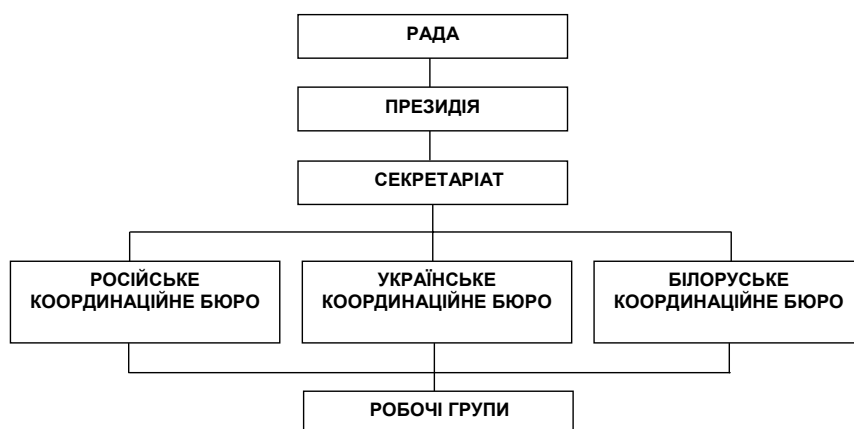 РАДА
ПРЕЗИДІЯ
СЕКРЕТАРІАТ
РОСІЙСЬКЕ
КООРДИНАЦІЙНЕ БЮРО
УКРАЇНСЬКЕ
КООРДИНАЦІЙНЕ БЮРО
БІЛОРУСЬКЕ
КООРДИНАЦІЙНЕ БЮРО
РОБОЧІ ГРУПИ